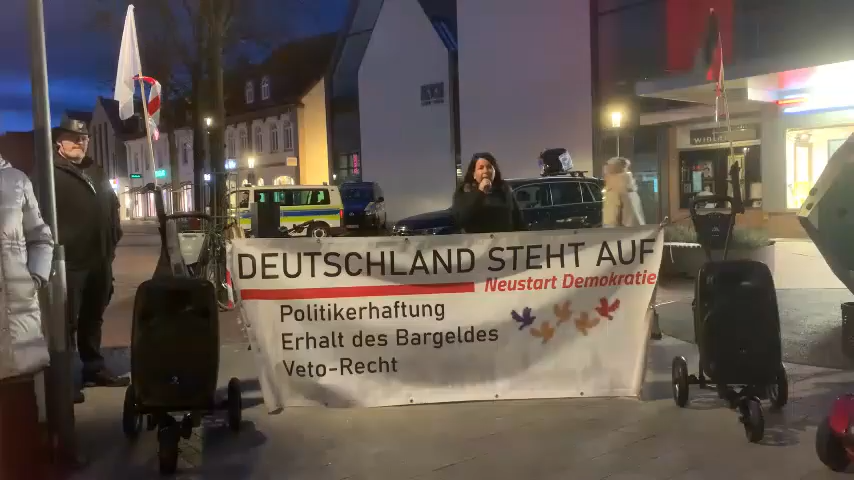 DEUTSCHLAND STEHT AUF
Neustart Demokratie
Politikerhaftung
Erhalt des Bargeldes
Veto-Recht